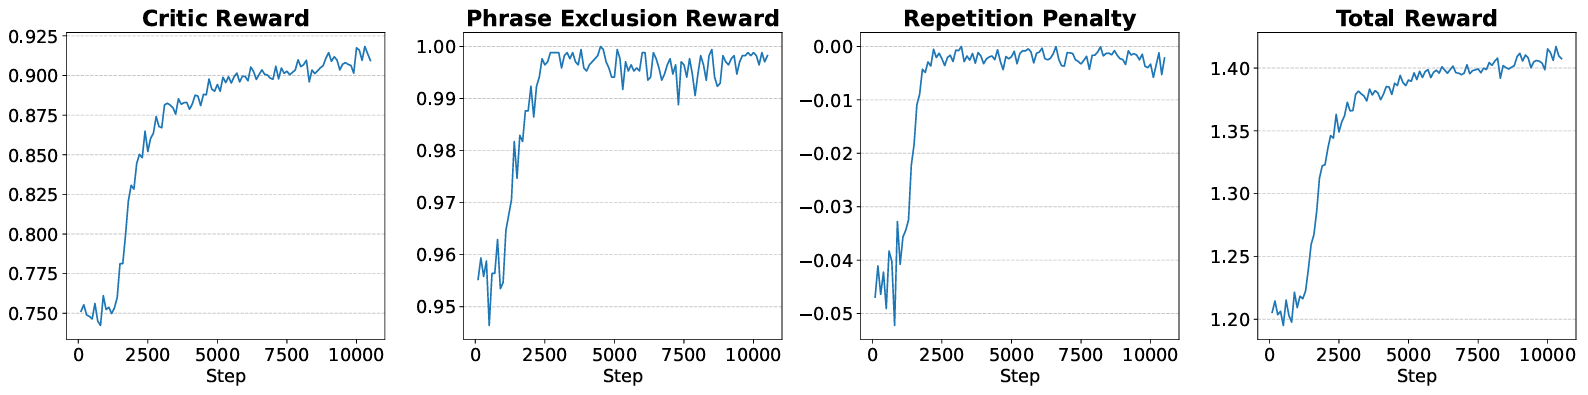 Critic Reward
0.925
0.900
0.875
0.850
0.825
0.800
0.775
0.750
0 2500 5000 7500 10000
Step
Phrase Exclusion Reward
1.00
0.99
0.98
0.97
0.96
0.95
0 2500 5000 7500 10000
Step
Repetition Penalty
0.00
−0.01
−0.02
−0.03
−0.04
−0.05
0 2500 5000 7500 10000
Step
Total Reward
1.40
1.35
1.30
1.25
1.20
0 2500 5000 7500 10000
Step